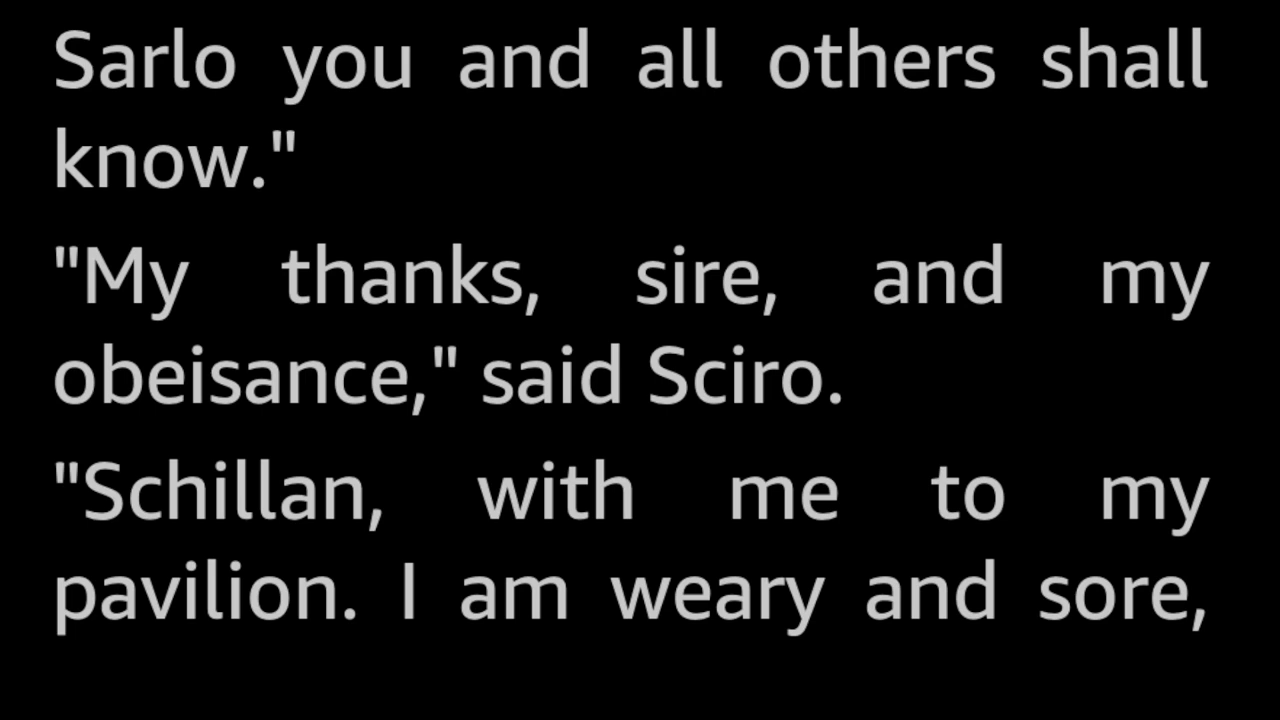 Sarlo you and all others shall
know."
"My thanks, sire, and my
obeisance," said Sciro.
"Schillan, with me to my
pavilion. I am weary and sore,